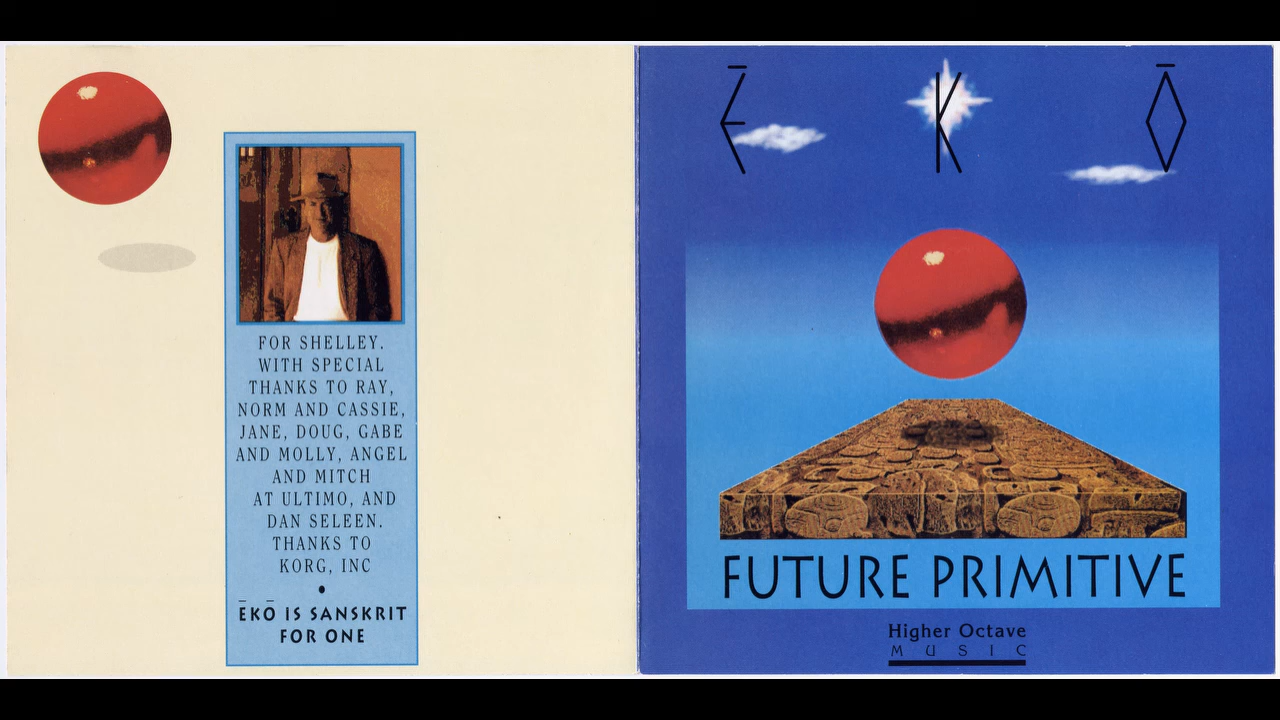 FOR SHELLEY.
WITH SPECIAL
THANKS TO RAY,
NORM AND CASSIE,
JANE, DOUG, GABE
AND MOLLY, ANGEL
AND MITCH
AT ULTIMO, AND
DAN SELEEN.
THANKS TO
KORG, INC
•
ĒKŌ IS SANSKRIT
FOR ONE
Ē K Ō
FUTURE PRIMITIVE
Higher Octave
MUSIC